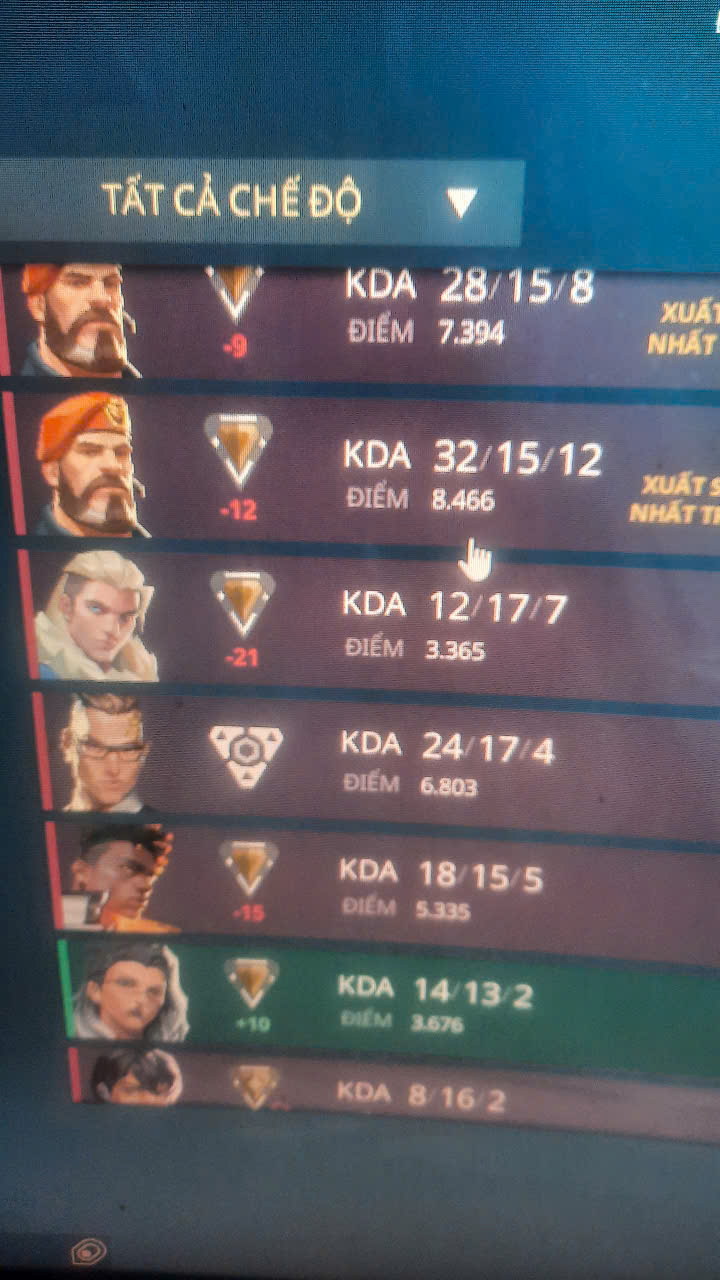 TẤT CẢ CHẾ ĐỘ
KDA 28/15/8
XUẤT
-9
ĐIỂM 7.394
NHẤT
KDA 32/15/12
XUẤT S
-12
ĐIỂM 8.466
NHẤT TR
KDA 12/17/7
-21
ĐIỂM 3.365
KDA 24/17/4
ĐIỂM 6.803
KDA 18/15/5
-15
ĐIỂM 5.335
KDA 14/13/2
+10
ĐIỂM 3.676
KDA 8/16/2